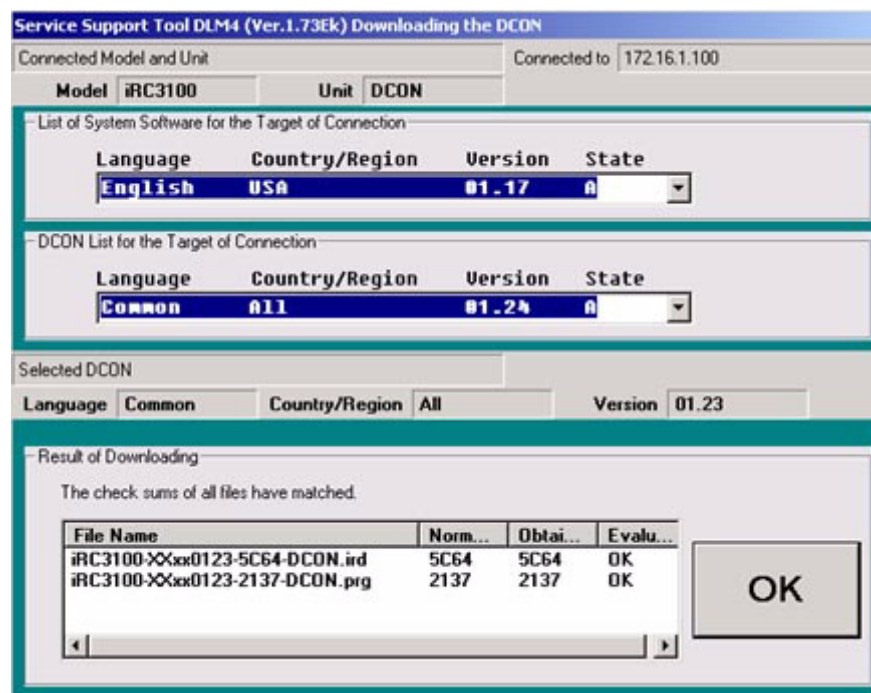 Service Support Tool DLM4 (Ver.1.73Ek) Downloading the DCON
Connected Model and Unit Connected to 172.16.1.100
Model iRC3100 Unit DCON
List of System Software for the Target of Connection
Language Country/Region Version State
English USA 01.17 A
DCON List for the Target of Connection
Language Country/Region Version State
Common All 01.24 A
Selected DCON
Language Common Country/Region All Version 01.23
Result of Downloading
The check sums of all files have matched.
File Name Norm... Obtai... Evalu...
iRC3100-XXxx0123-5C64-DCON.ird 5C64 5C64 OK
iRC3100-XXxx0123-2137-DCON.prg 2137 2137 OK
OK